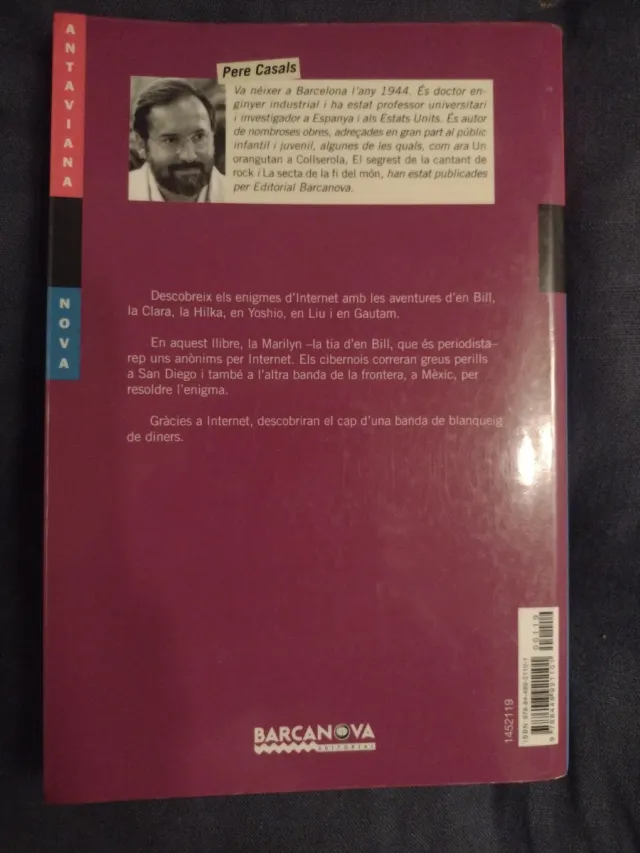 ANTAVIANA
NOVA
Pere Casals
Va néixer a Barcelona l'any 1944. És doctor en-
ginyer industrial i ha estat professor universitari
i investigador a Espanya i als Estats Units. És autor
de nombroses obres, adreçades en gran part al públic
infantil i juvenil, algunes de les quals, com ara Un
orangutan a Collserola, El segrest de la cantant de
rock i La secta de la fi del món, han estat publicades
per Editorial Barcanova.
Descobreix els enigmes d'Internet amb les aventures d'en Bill,
la Clara, la Hilka, en Yoshio, en Liu i en Gautam.
En aquest llibre, la Marilyn –la tia d'en Bill, que és periodista–
rep uns anònims per Internet. Els cibernois correran greus perills
a San Diego i també a l'altra banda de la frontera, a Mèxic, per
resoldre l'enigma.
Gràcies a Internet, descobriran el cap d'una banda de blanqueig
de diners.
BARCANOVA
EDITORIAL
1452119
00119